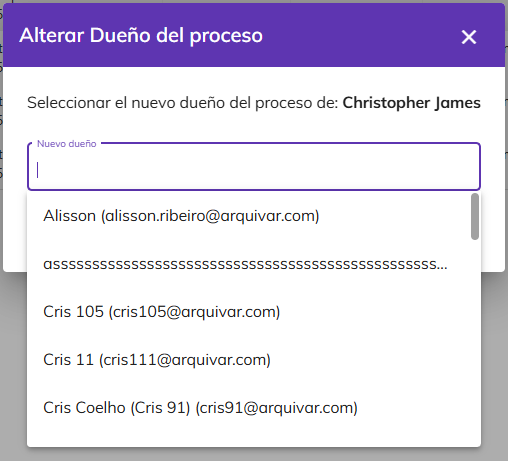 Alterar Dueño del proceso
Seleccionar el nuevo dueño del proceso de: Christopher James
Nuevo dueño
Alisson (alisson.ribeiro@arquivar.com)
asssssssssssssssssssssssssssssssssssssssssssssssss...
Cris 105 (cris105@arquivar.com)
Cris 11 (cris111@arquivar.com)
Cris Coelho (Cris 91) (cris91@arquivar.com)